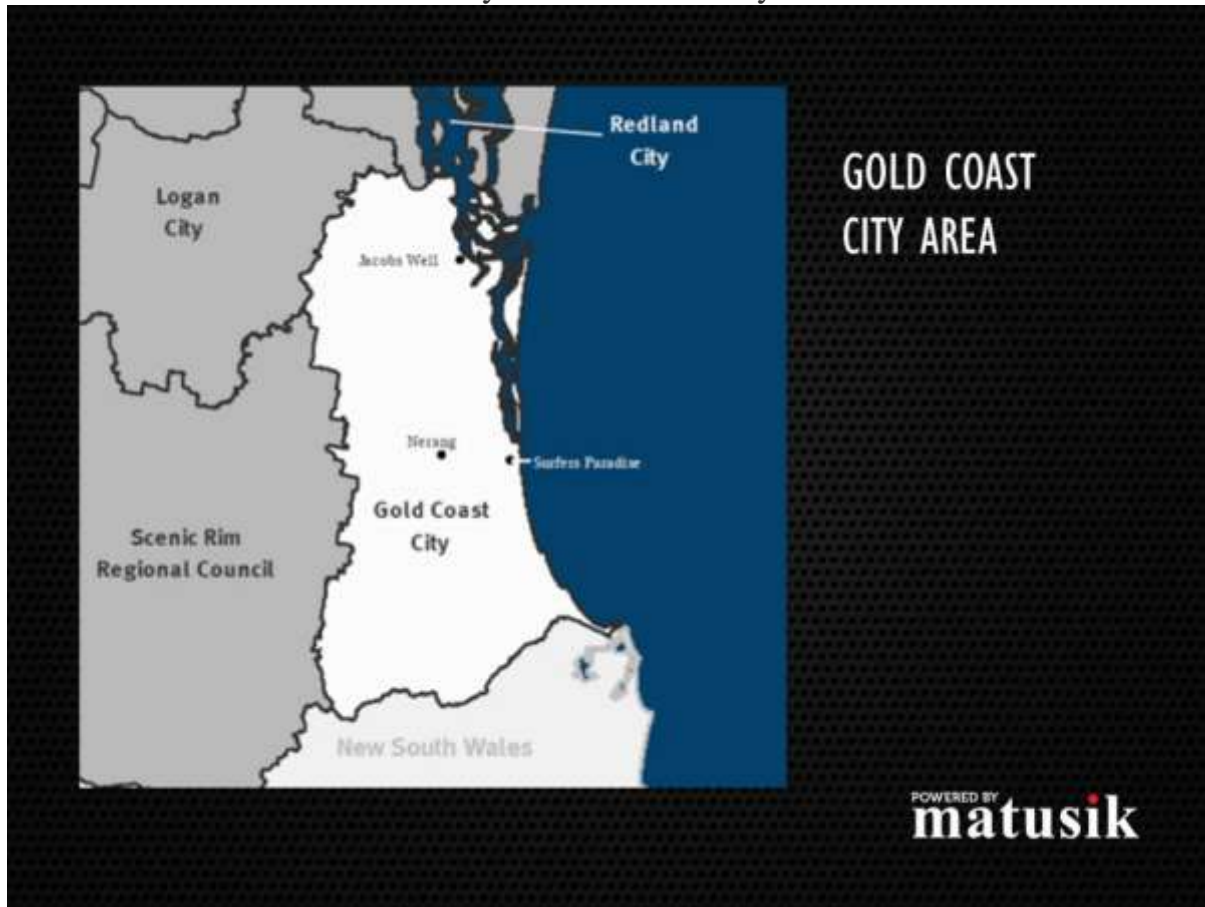 Redland
City
GOLD COAST
CITY AREA
Logan
City
Jacobs Well
Nerang
Surfers Paradise
Gold Coast
City
Scenic Rim
Regional Council
New South Wales
POWERED BY
matusik